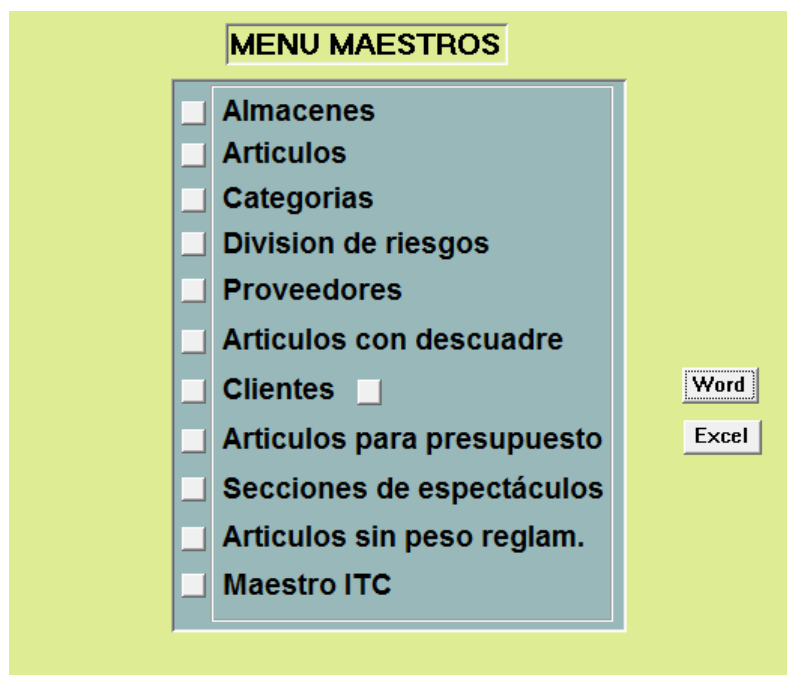 MENU MAESTROS
Almacenes
Articulos
Categorias
Division de riesgos
Proveedores
Articulos con descuadre
Clientes
Word
Articulos para presupuesto
Excel
Secciones de espectáculos
Articulos sin peso reglam.
Maestro ITC